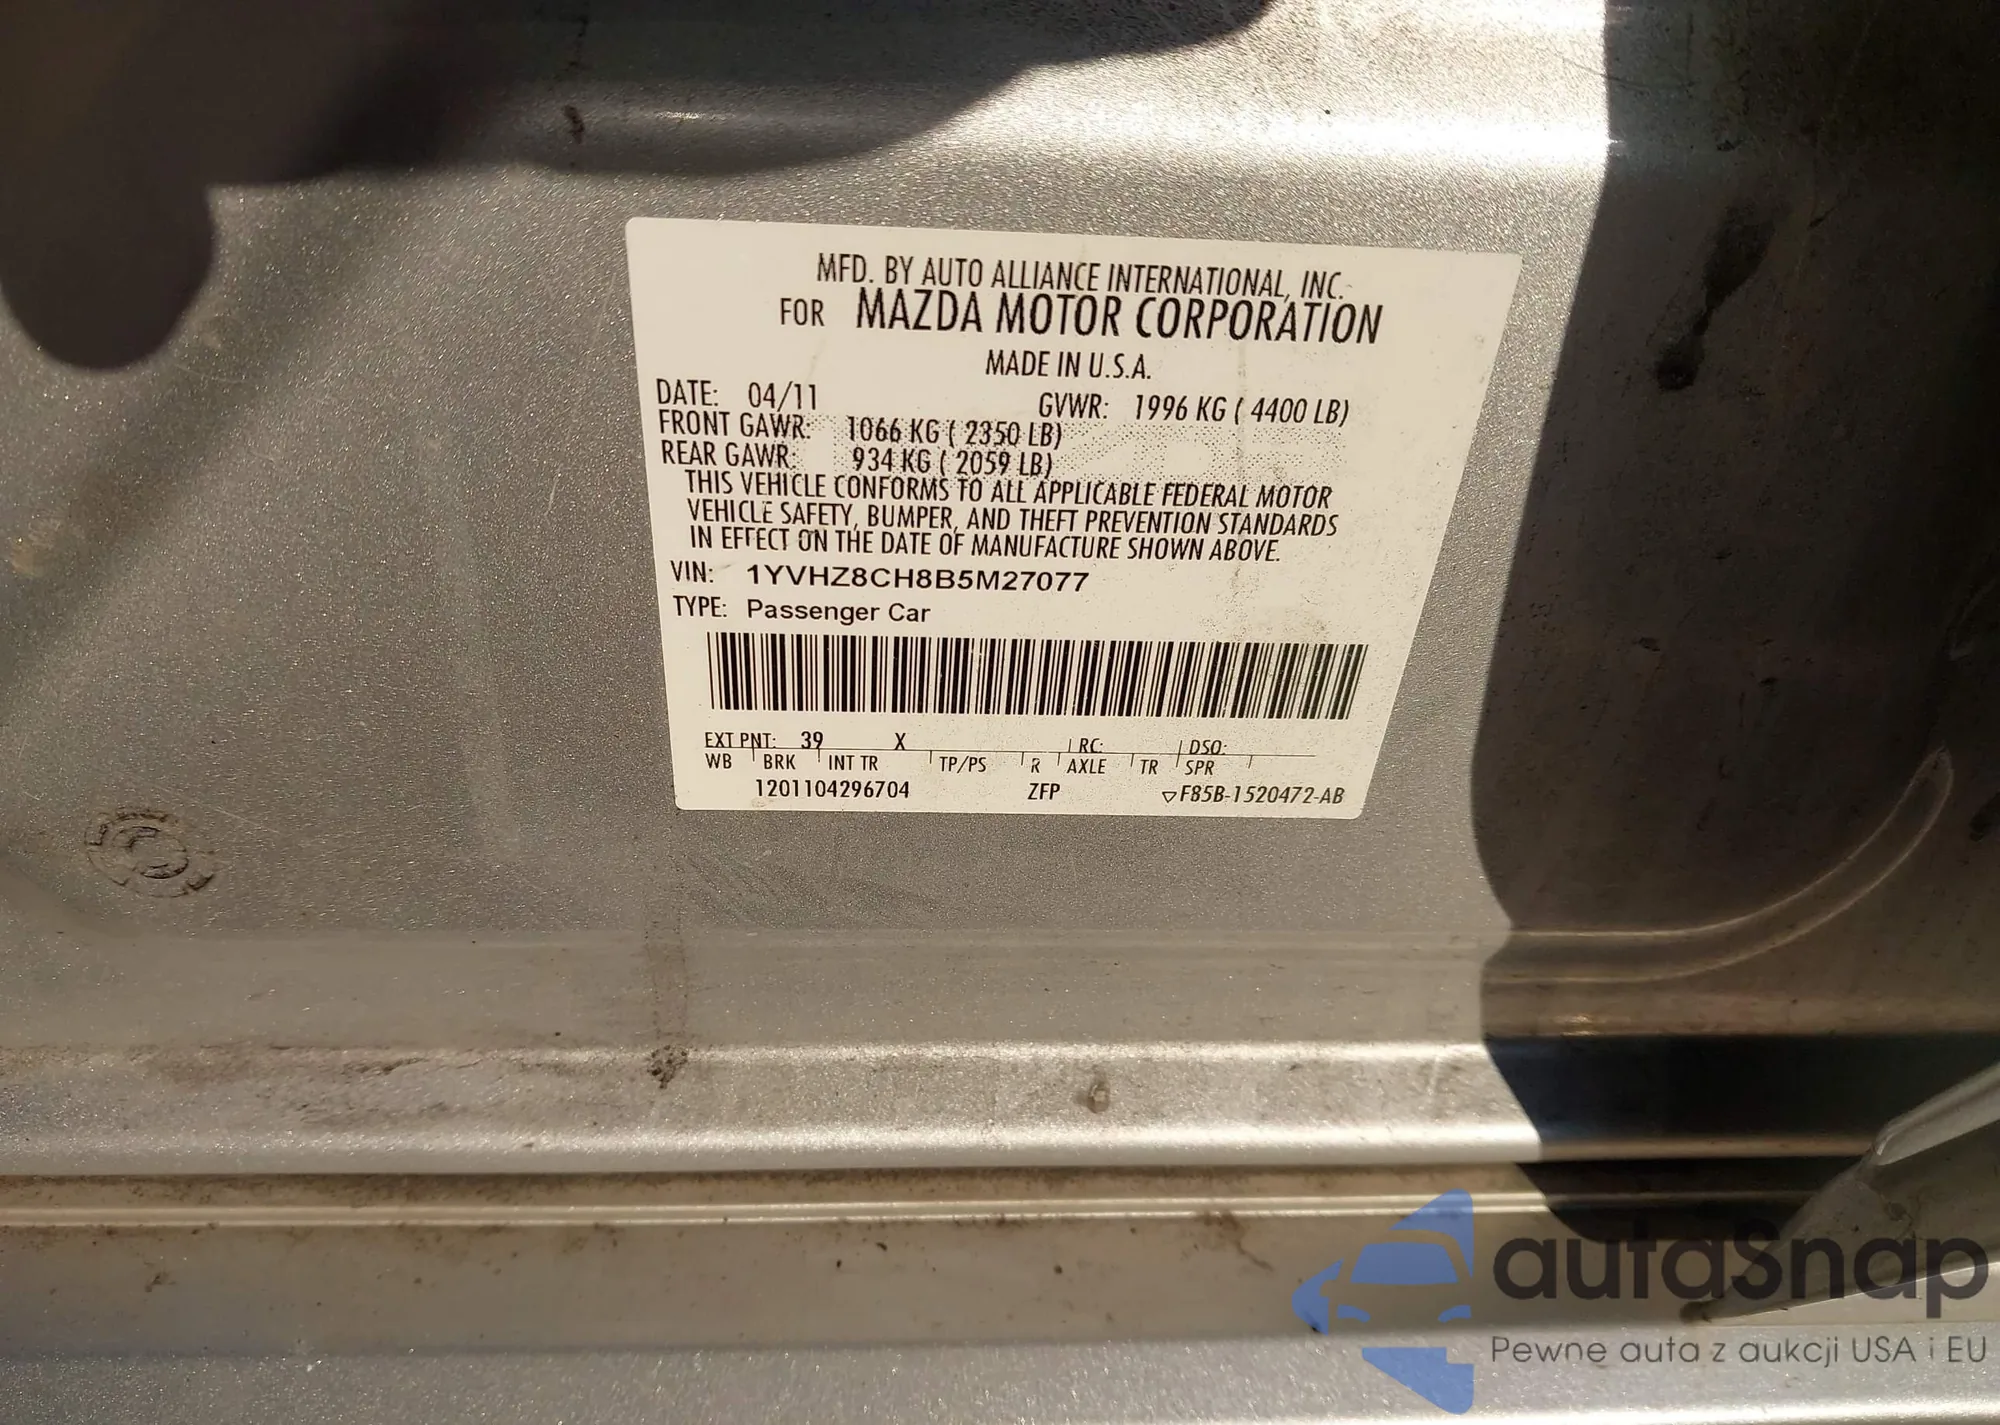 MFD. BY AUTO ALLIANCE INTERNATIONAL, INC.
FOR MAZDA MOTOR CORPORATION
MADE IN U.S.A.
DATE: 04/11 GVWR: 1996 KG ( 4400 LB)
FRONT GAWR: 1066 KG ( 2350 LB)
REAR GAWR: 934 KG ( 2059 LB)
THIS VEHICLE CONFORMS TO ALL APPLICABLE FEDERAL MOTOR
VEHICLE SAFETY, BUMPER, AND THEFT PREVENTION STANDARDS
IN EFFECT ON THE DATE OF MANUFACTURE SHOWN ABOVE.
VIN: 1YVHZ8CH8B5M27077
TYPE: Passenger Car
EXT PNT: 39 X RC: DSO:
WB BRK INT TR TP/PS R AXLE TR SPR
1201104296704 ZFP ▽F85B-1520472-AB
autosnap
Pewne auta z aukcji USA i EU